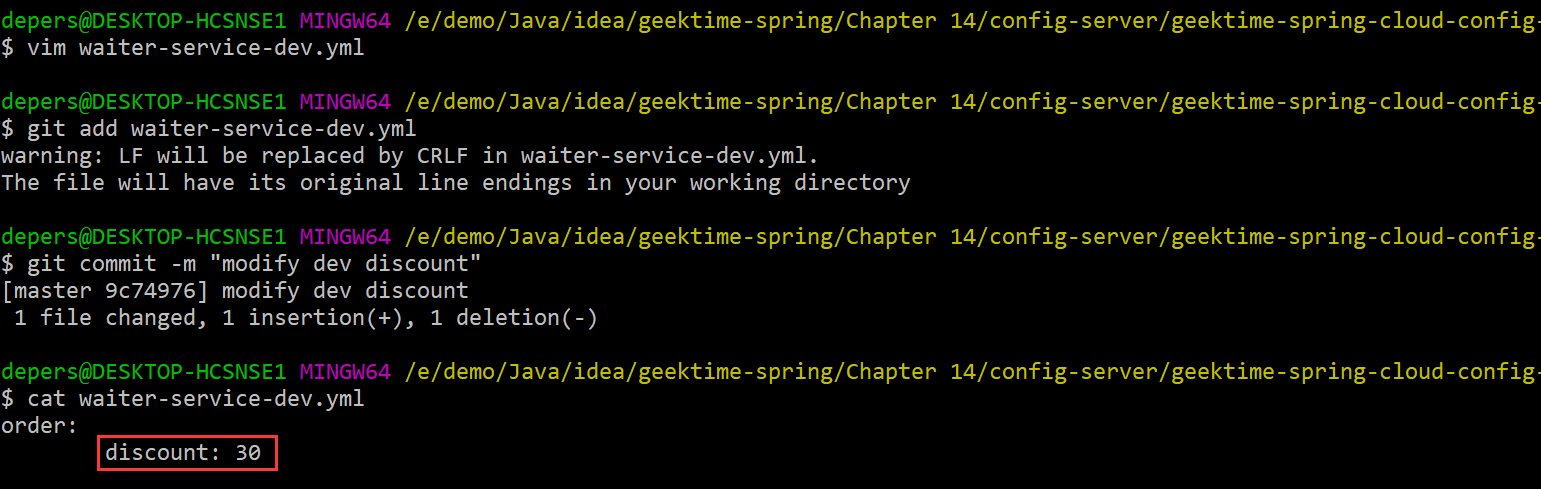 depers@DESKTOP-HCSNSE1 MINGW64 /e/demo/Java/idea/geektime-spring/Chapter 14/config-server/geektime-spring-cloud-config-
$ vim waiter-service-dev.yml
depers@DESKTOP-HCSNSE1 MINGW64 /e/demo/Java/idea/geektime-spring/Chapter 14/config-server/geektime-spring-cloud-config-
$ git add waiter-service-dev.yml
warning: LF will be replaced by CRLF in waiter-service-dev.yml.
The file will have its original line endings in your working directory
depers@DESKTOP-HCSNSE1 MINGW64 /e/demo/Java/idea/geektime-spring/Chapter 14/config-server/geektime-spring-cloud-config-
$ git commit -m "modify dev discount"
[master 9c74976] modify dev discount
 1 file changed, 1 insertion(+), 1 deletion(-)
depers@DESKTOP-HCSNSE1 MINGW64 /e/demo/Java/idea/geektime-spring/Chapter 14/config-server/geektime-spring-cloud-config-
$ cat waiter-service-dev.yml
order:
        discount: 30